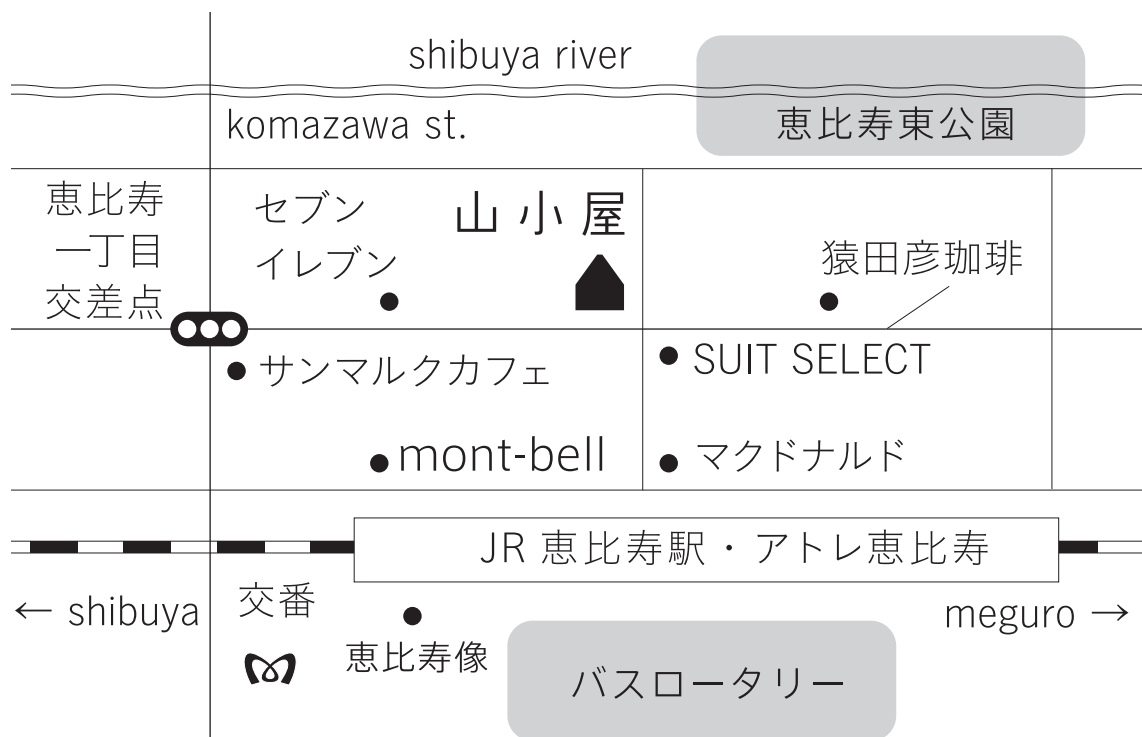 shibuya river
恵比寿東公園
komazawa st.
恵比寿
一丁目
交差点
セブン
イレブン
山小屋
猿田彦珈琲
サンマルクカフェ
SUIT SELECT
mont-bell
マクドナルド
JR 恵比寿駅・アトレ恵比寿
← shibuya
交番
恵比寿像
meguro →
バスロータリー